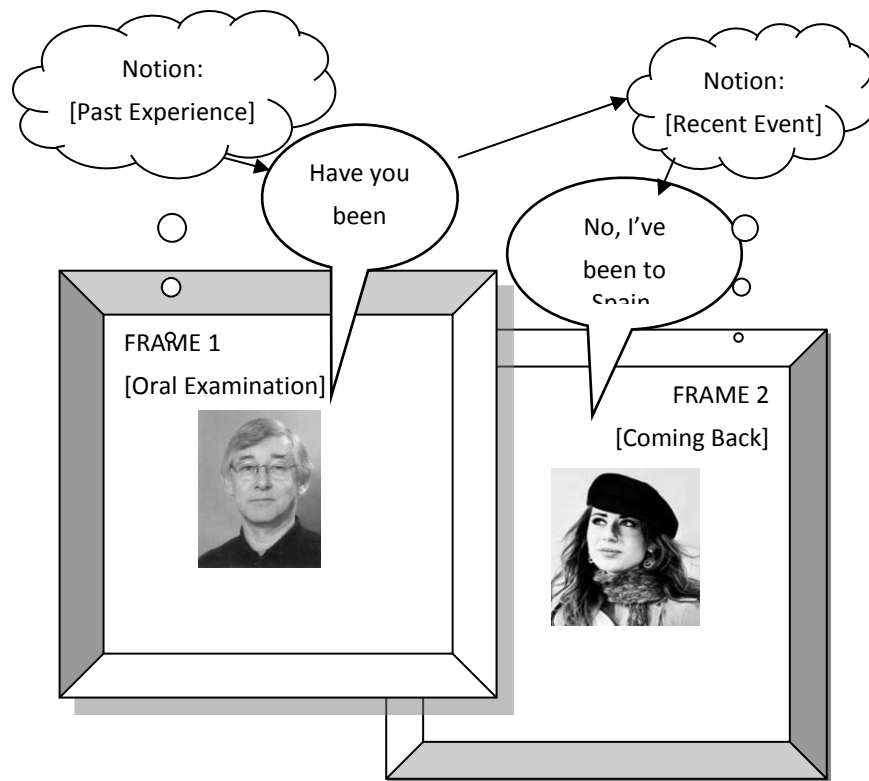 Notion:
[Past Experience]
Notion:
[Recent Event]
Have you
been
No, I’ve
been to
Spain
FRAME 1
[Oral Examination]
FRAME 2
[Coming Back]